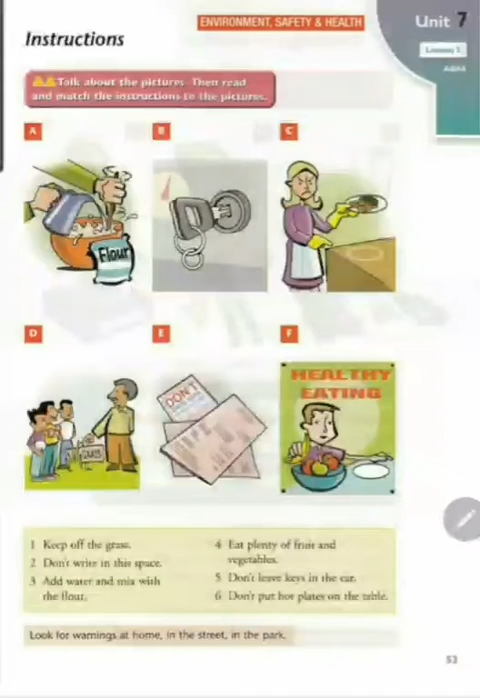 ENVIRONMENT, SAFETY & HEALTH
Unit 7
Lesson 1
Instructions
Talk about the pictures. Then read
and match the instructions to the pictures.
A
B
C
Flour
D
E
F
DON'T
HEALTHY
EATING
1 Keep off the grass.
2 Don't write in this space.
3 Add water and mix with
the flour.
4 Eat plenty of fruit and
vegetables.
5 Don't leave keys in the car.
6 Don't put hot plates on the table.
Look for warnings at home, in the street, in the park.
53